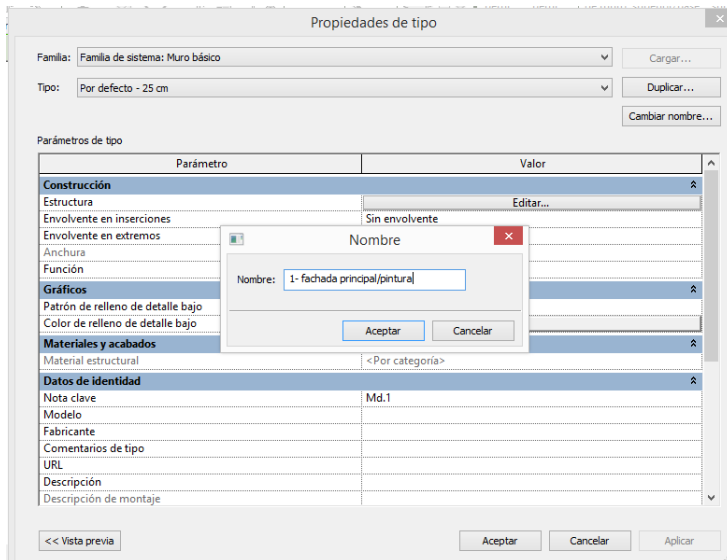 Propiedades de tipo
Familia: Familia de sistema: Muro básico Cargar...
Tipo: Por defecto - 25 cm Duplicar...
Cambiar nombre...
Parámetros de tipo
Parámetro Valor
Construcción
Estructura Editar...
Envolvente en inserciones Sin envolvente
Envolvente en extremos
Anchura
Función
Nombre
Nombre: 1- fachada principal/pintura
Aceptar Cancelar
Gráficos
Patrón de relleno de detalle bajo
Color de relleno de detalle bajo
Materiales y acabados
Material estructural <Por categoría>
Datos de identidad
Nota clave Md.1
Modelo
Fabricante
Comentarios de tipo
URL
Descripción
Descripción de montaje
<< Vista previa Aceptar Cancelar Aplicar